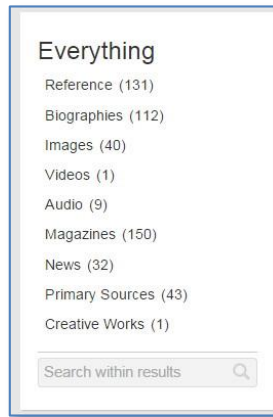 Everything
Reference (131)
Biographies (112)
Images (40)
Videos (1)
Audio (9)
Magazines (150)
News (32)
Primary Sources (43)
Creative Works (1)
Search within results